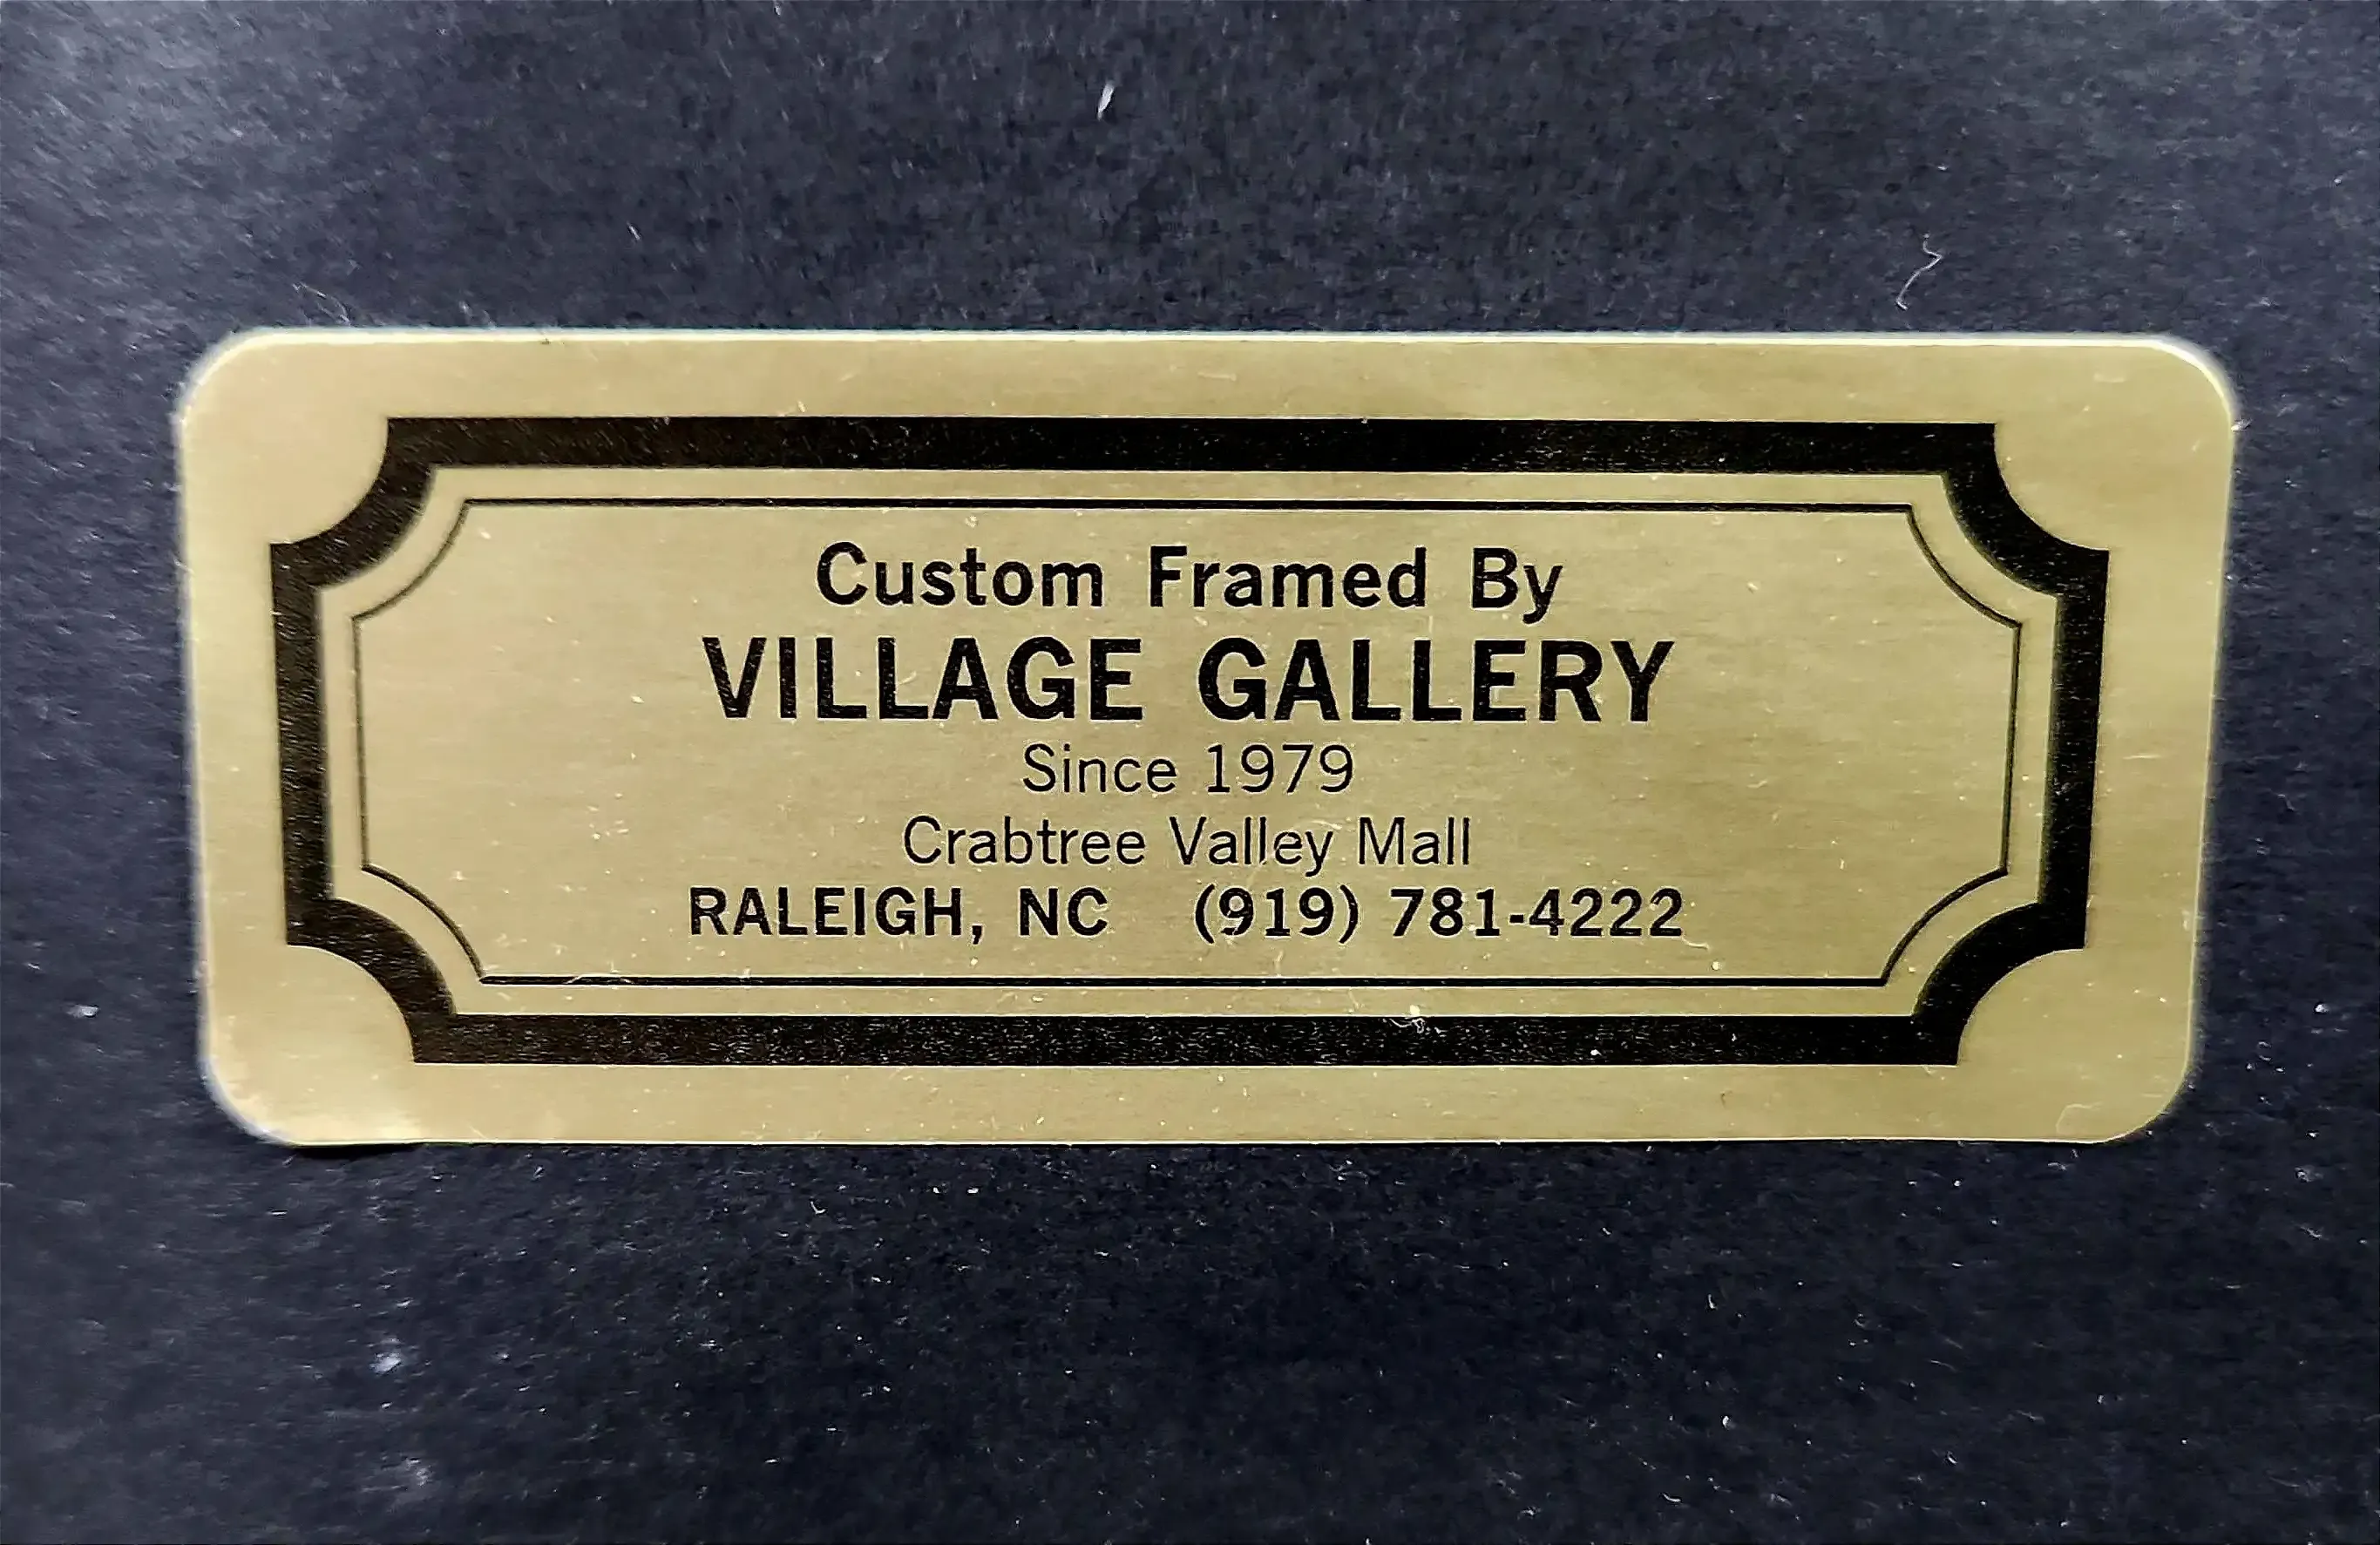 Custom Framed By
VILLAGE GALLERY
Since 1979
Crabtree Valley Mall
RALEIGH, NC (919) 781-4222